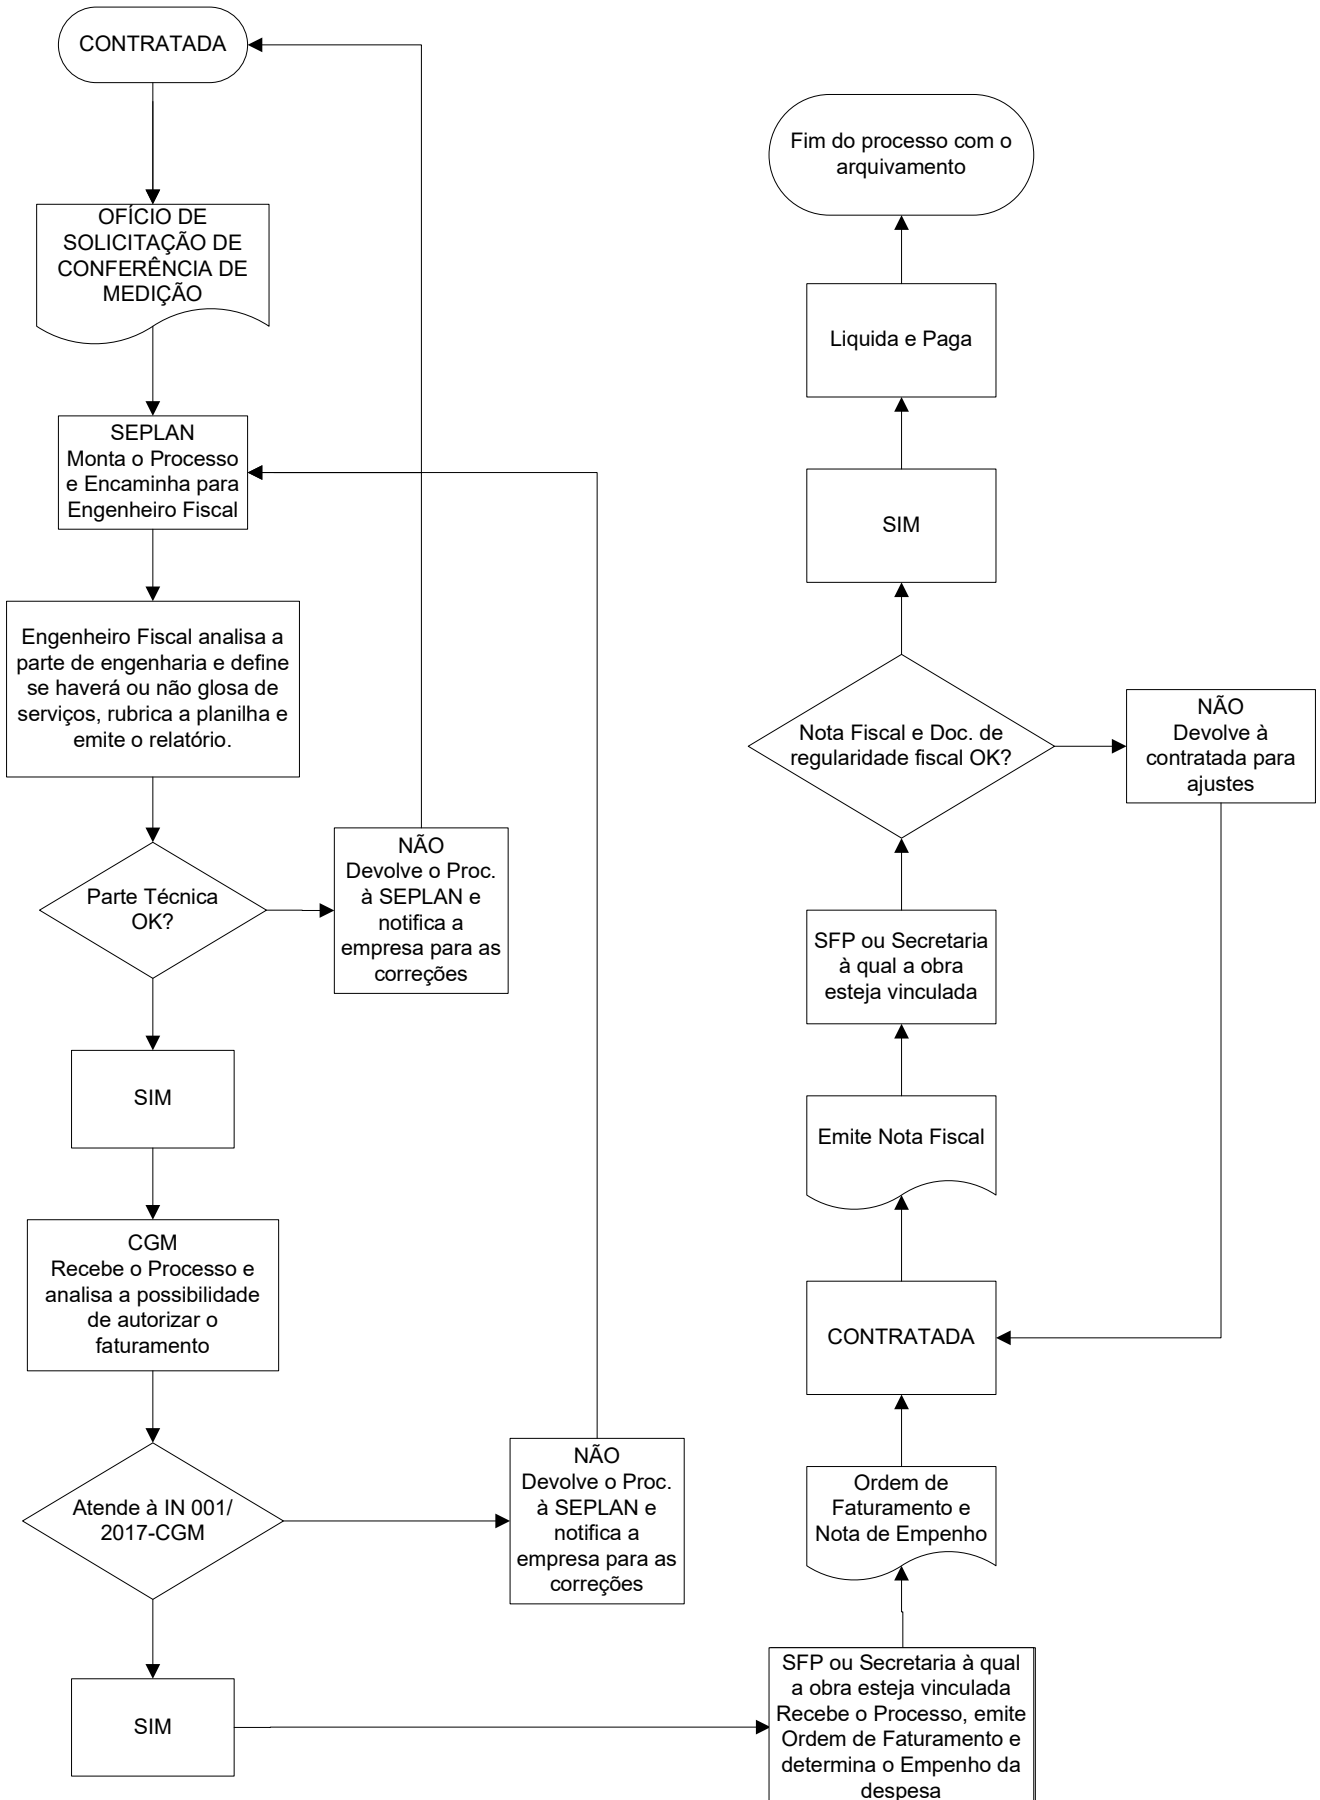 CONTRATADA
OFÍCIO DE
SOLICITAÇÃO DE
CONFERÊNCIA DE
MEDIÇÃO
SEPLAN
Monta o Processo
e Encaminha para
Engenheiro Fiscal
Engenheiro Fiscal analisa a
parte de engenharia e define
se haverá ou não glosa de
serviços, rubrica a planilha e
emite o relatório.
Parte Técnica
OK?
NÃO
Devolve o Proc.
à SEPLAN e
notifica a
empresa para as
correções
SIM
CGM
Recebe o Processo e
analisa a possibilidade
de autorizar o
faturamento
Atende à IN 001/
2017-CGM
NÃO
Devolve o Proc.
à SEPLAN e
notifica a
empresa para as
correções
SIM
SFP ou Secretaria à qual
a obra esteja vinculada
Recebe o Processo, emite
Ordem de Faturamento e
determina o Empenho da
despesa
Ordem de
Faturamento e
Nota de Empenho
CONTRATADA
Emite Nota Fiscal
SFP ou Secretaria
à qual a obra
esteja vinculada
Nota Fiscal e Doc. de
regularidade fiscal OK?
NÃO
Devolve à
contratada para
ajustes
SIM
Liquida e Paga
Fim do processo com o
arquivamento